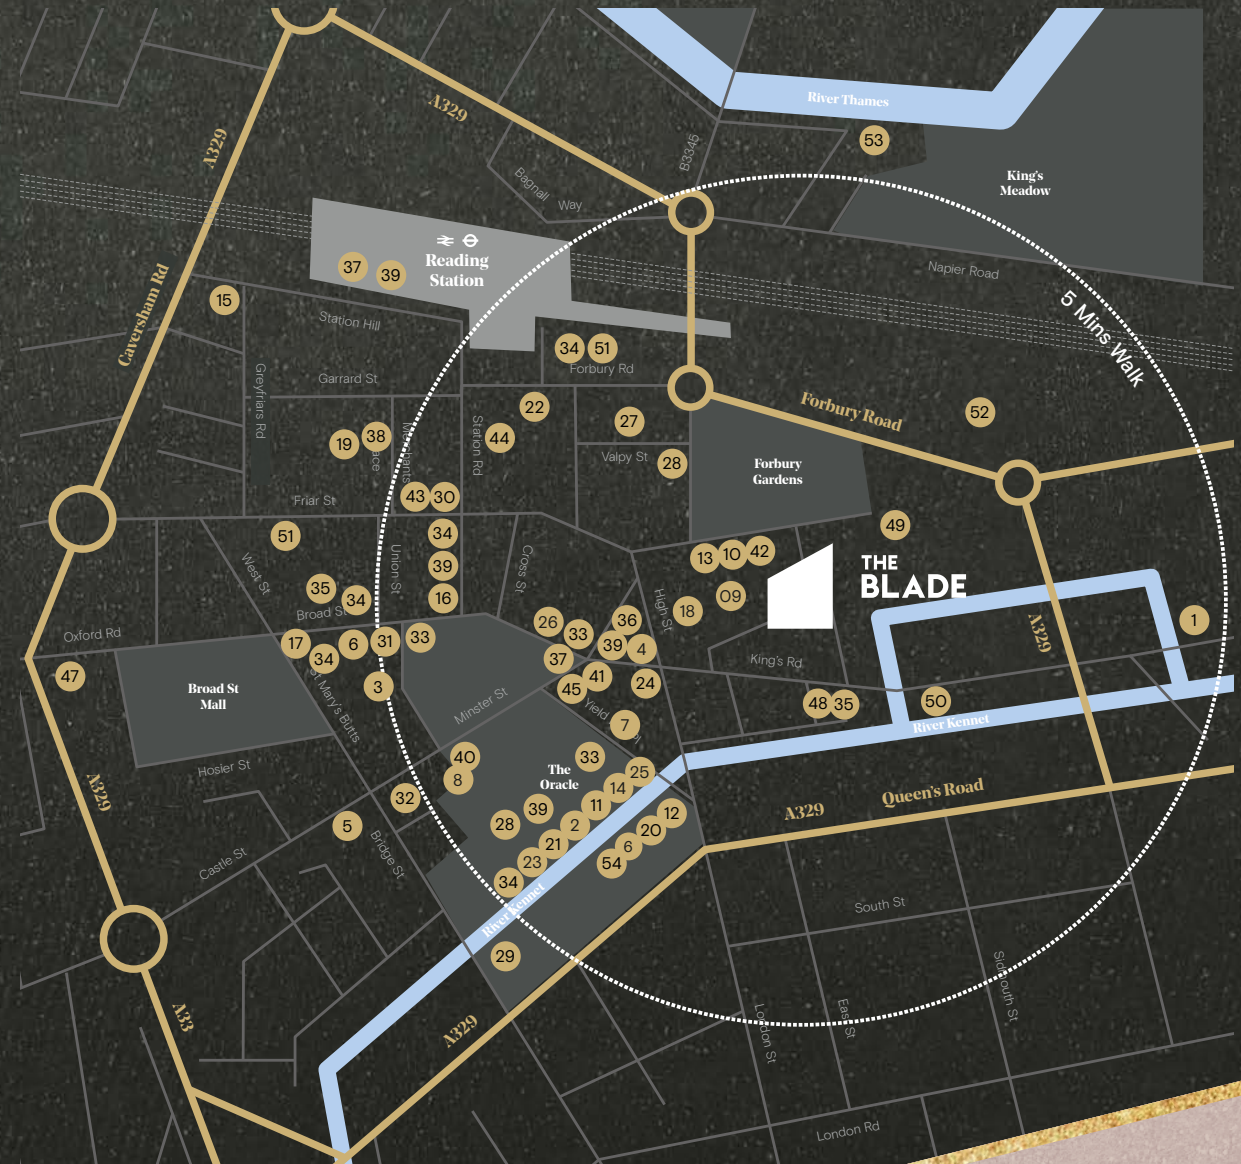 A329
A329
River Thames
53
B3345
King's
Meadow
Bagnall
Way
Reading
Station
37
39
Napier Road
5 Mins Walk
15
Caversham Rd
Station Hill
34
51
Forbury Rd
Garrard St
Greyfriars Rd
22
27
44
Station Rd
Forbury Road
52
19
38
Merchants
Valpy St
28
Forbury
Gardens
43
30
Friar St
51
34
49
13
10
42
THE
BLADE
39
West St
Union St
Cross St
35
34
16
Broad St
High St
18
09
26
36
33
39
4
A329
1
Oxford Rd
17
6
31
33
34
37
King's Rd
47
3
45
41
24
Broad St
Mall
St Mary's Butts
Minster St
Yield
48
35
50
7
River Kennet
Hosier St
40
8
33
The
Oracle
25
14
A329
32
39
11
28
2
12
20
6
54
A329
Queen's Road
5
Bridge St
21
23
34
Castle St
River Kennet
South St
29
A33
A329
Sidmouth St
London St
East St
London Rd